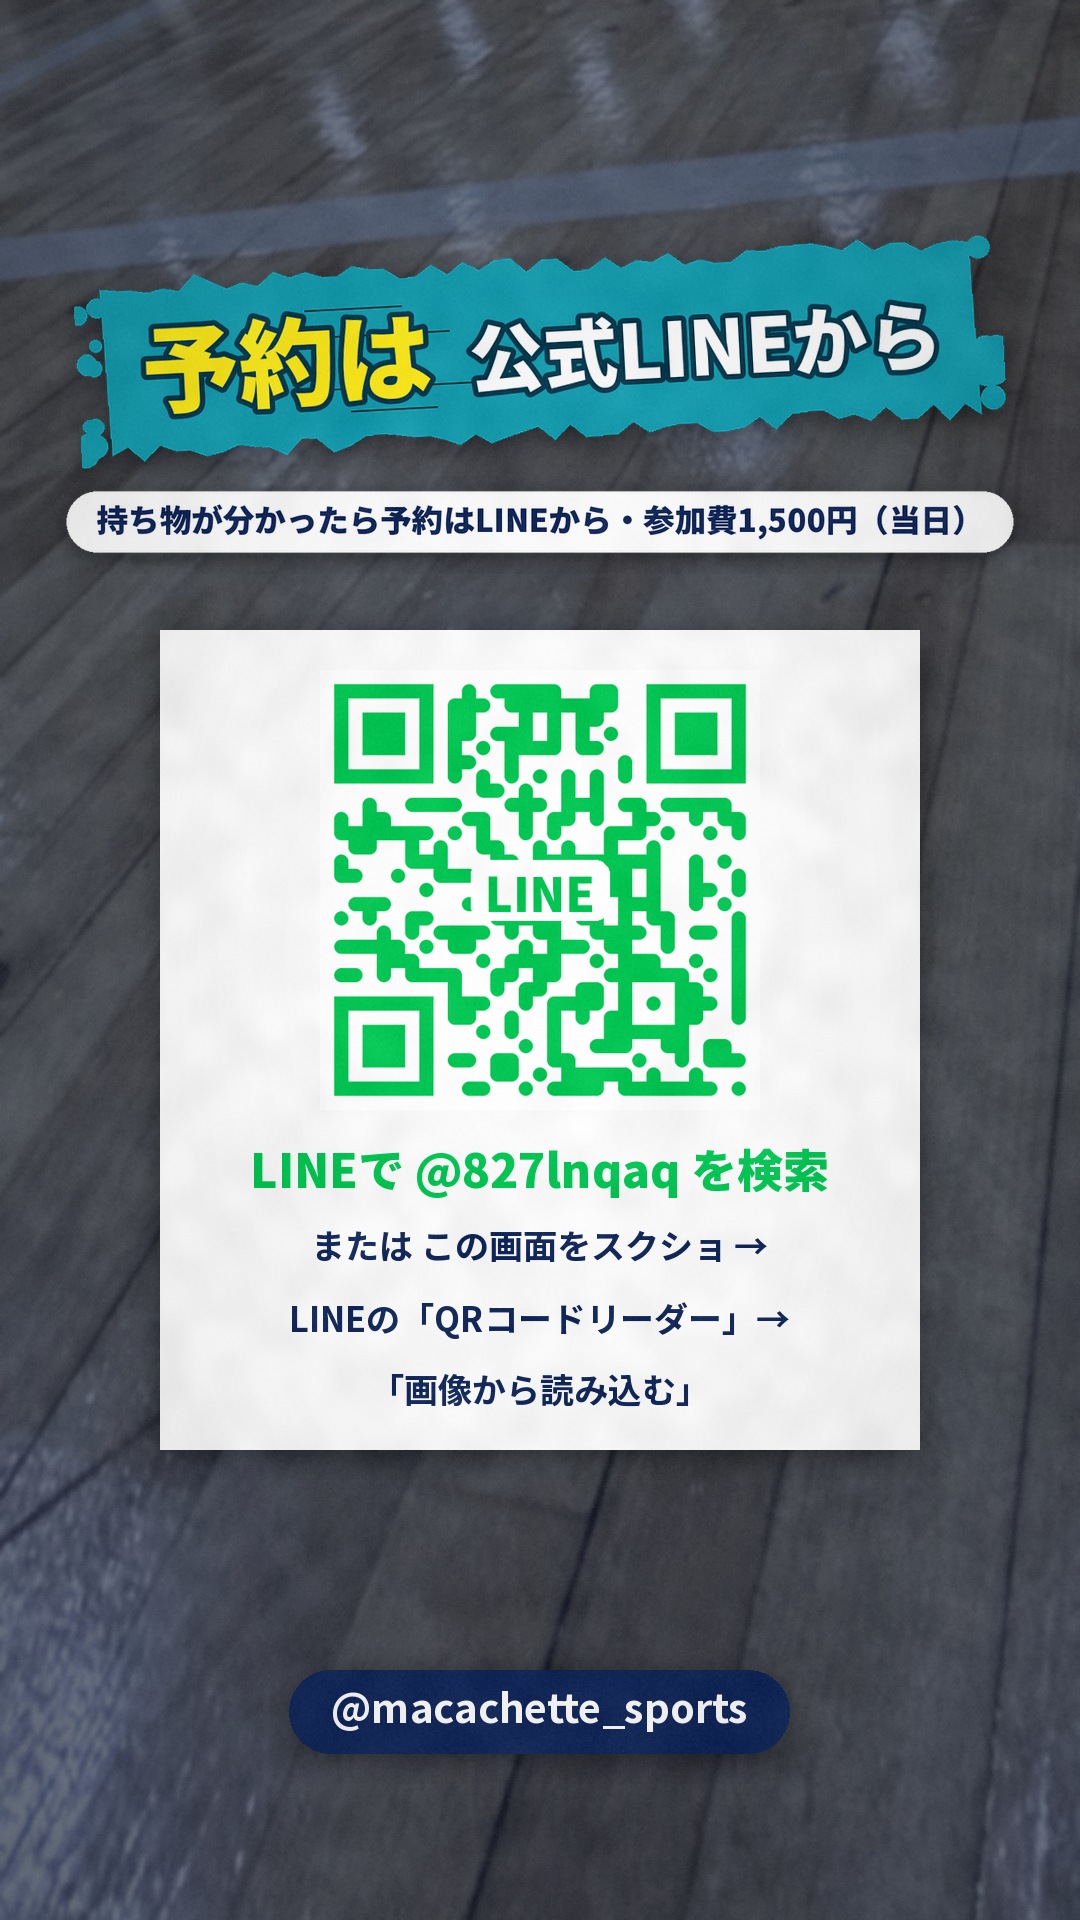 予約は 公式LINEから
持ち物が分かったら予約はLINEから・参加費1,500円（当日）
LINE
LINEで @827lnqaq を検索
または この画面をスクショ →
LINEの「QRコードリーダー」→
「画像から読み込む」
@macachette_sports